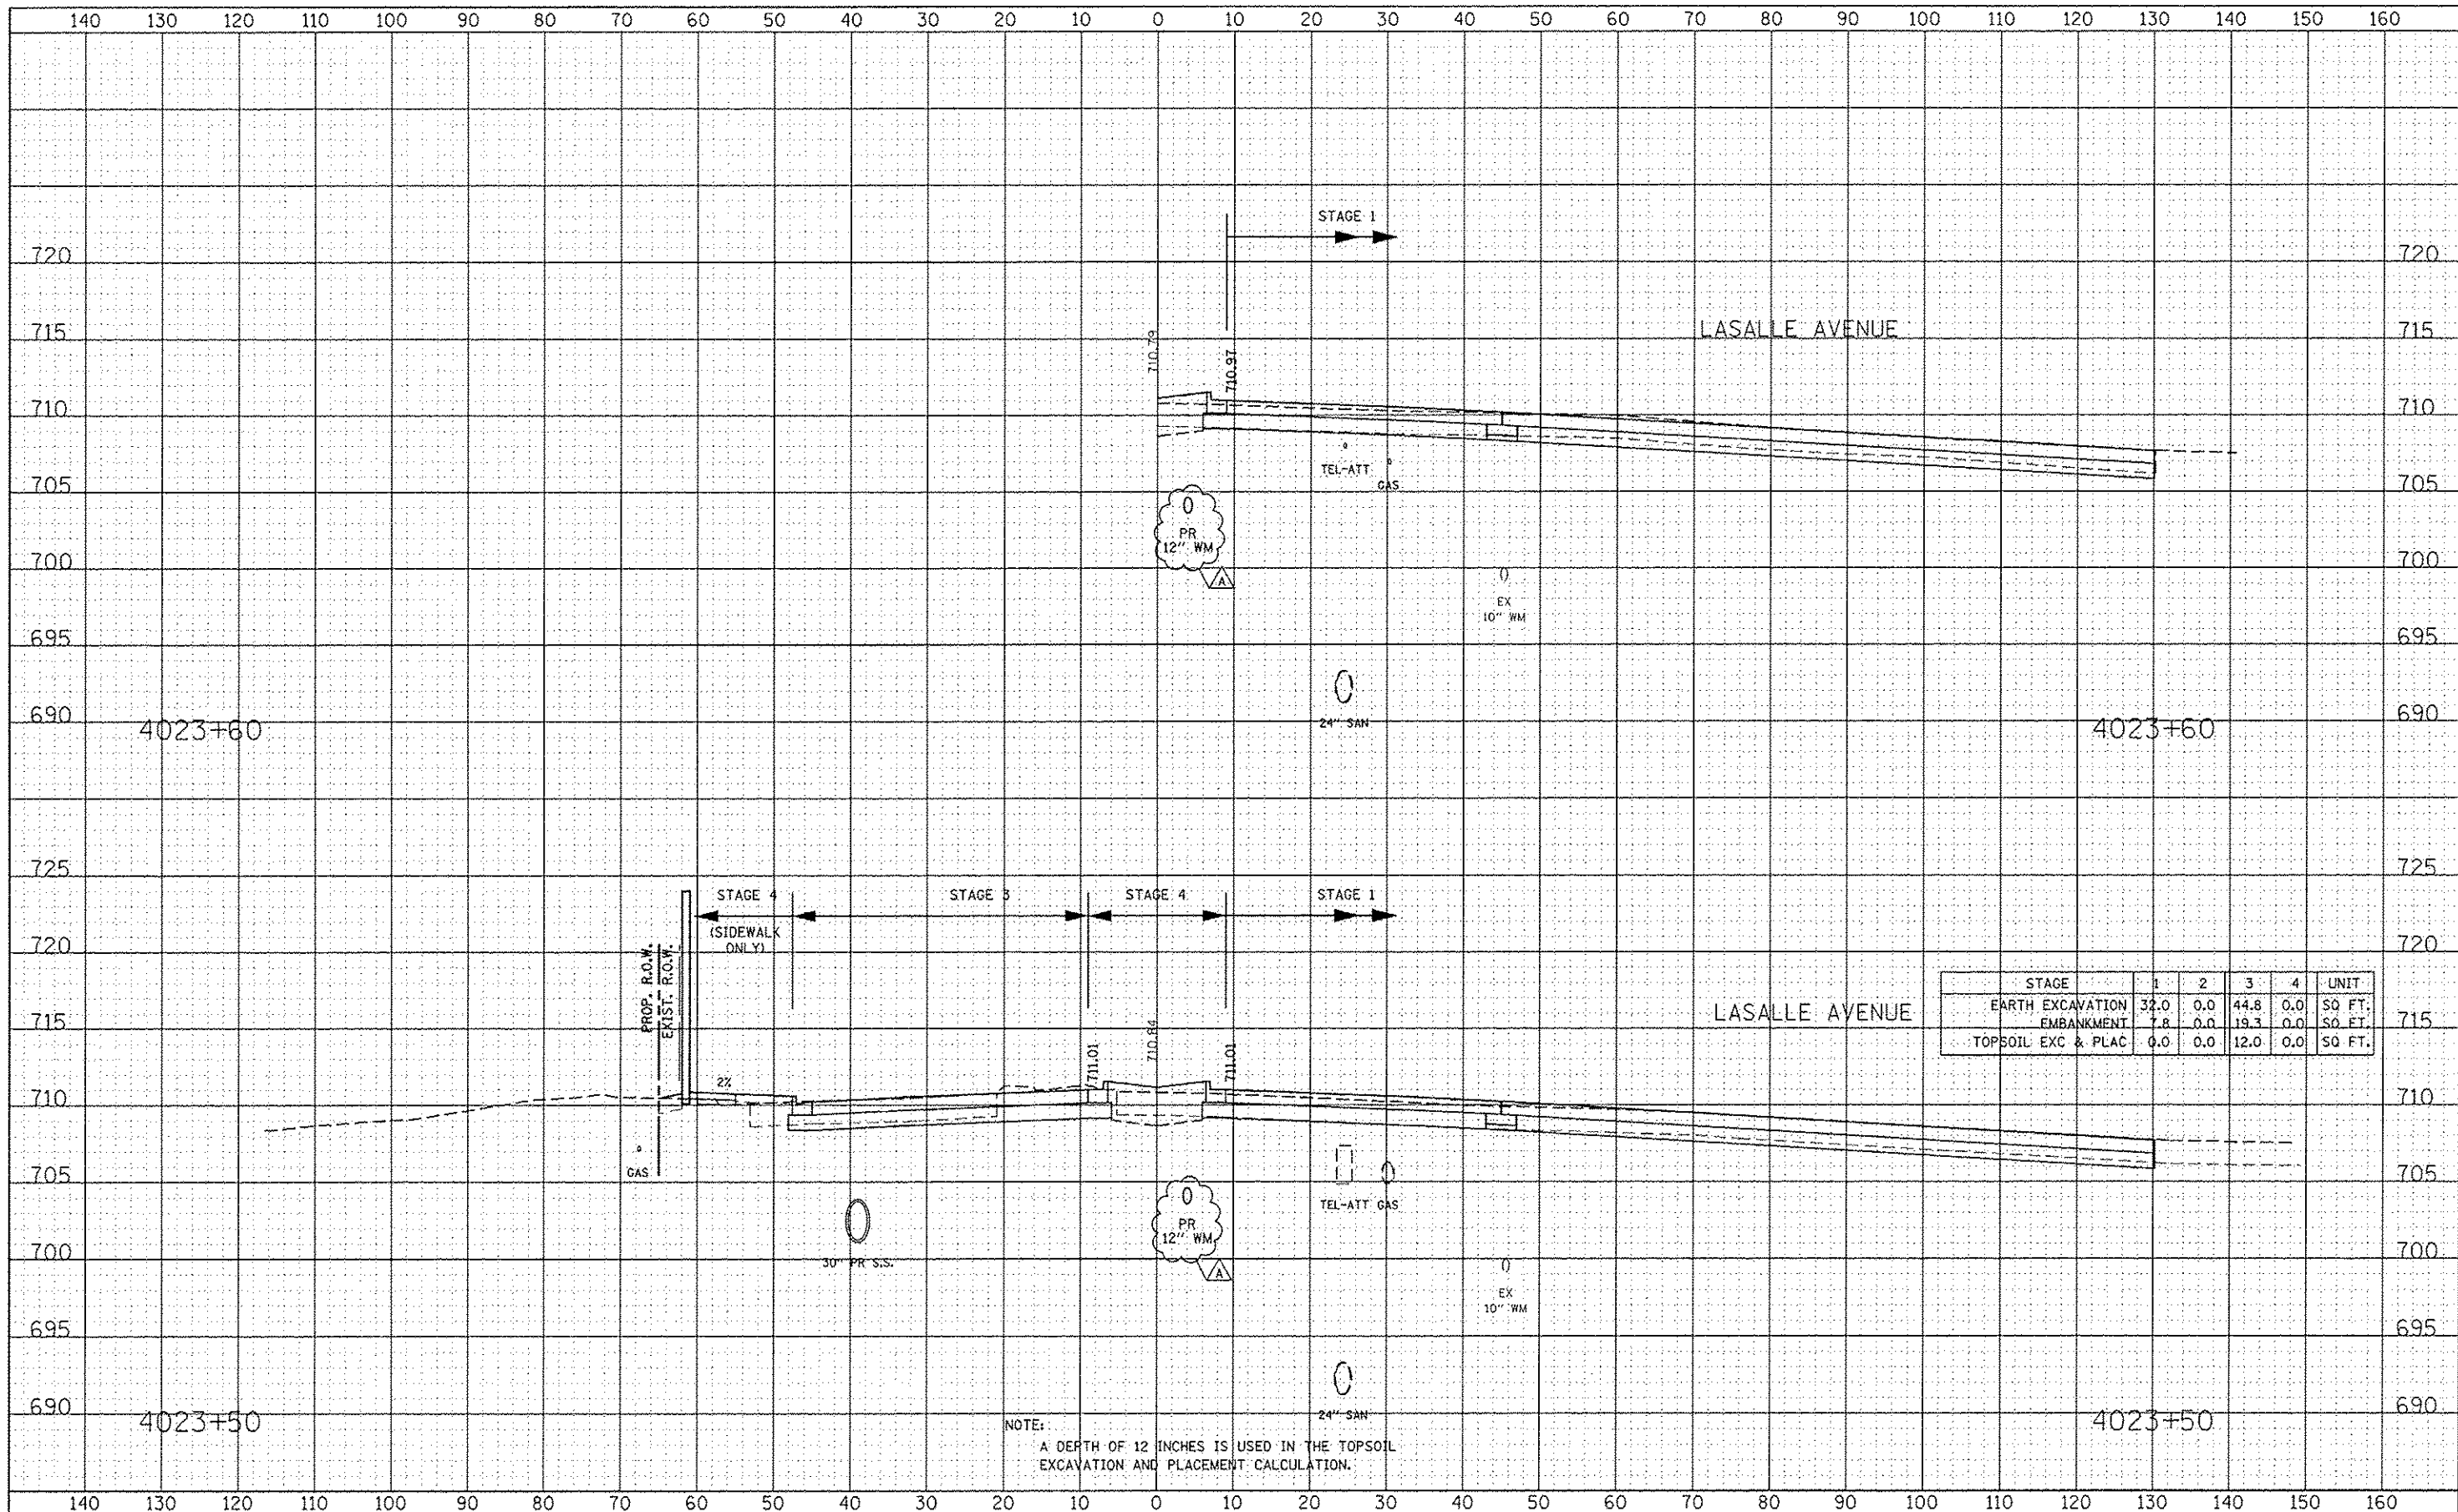 140 130 120 110 100 90 80 70 60 50 40 30 20 10 0 10 20 30 40 50 60 70 80 90 100 110 120 130 140 150 160
STAGE 1
720 720
715 LASALLE AVENUE 715
710.79
710.97
710 710
TEL-ATT
GAS
705 705
0
PR
12" WM
A
700 700
EX
10" WM
695 695
24" SAN
690 690
4023+60 4023+60
725 725
STAGE 4 STAGE 3 STAGE 4 STAGE 1
(SIDEWALK
ONLY)
720 720
PROP. R.O.W.
EXIST. R.O.W.
STAGE 1 2 3 4 UNIT
EARTH EXCAVATION 32.0 0.0 44.8 0.0 SQ FT.
EMBANKMENT 7.8 0.0 19.3 0.0 SQ FT.
TOPSOIL EXC & PLAC 0.0 0.0 12.0 0.0 SQ FT.
715 LASALLE AVENUE 715
711.01
710.84
711.01
2%
710 710
GAS
705 705
TEL-ATT GAS
0
PR
12" WM
A
30" PR S.S.
700 700
EX
10" WM
695 695
24" SAN
690 690
4023+50 4023+50
NOTE:
A DEPTH OF 12 INCHES IS USED IN THE TOPSOIL
EXCAVATION AND PLACEMENT CALCULATION.
140 130 120 110 100 90 80 70 60 50 40 30 20 10 0 10 20 30 40 50 60 70 80 90 100 110 120 130 140 150 160